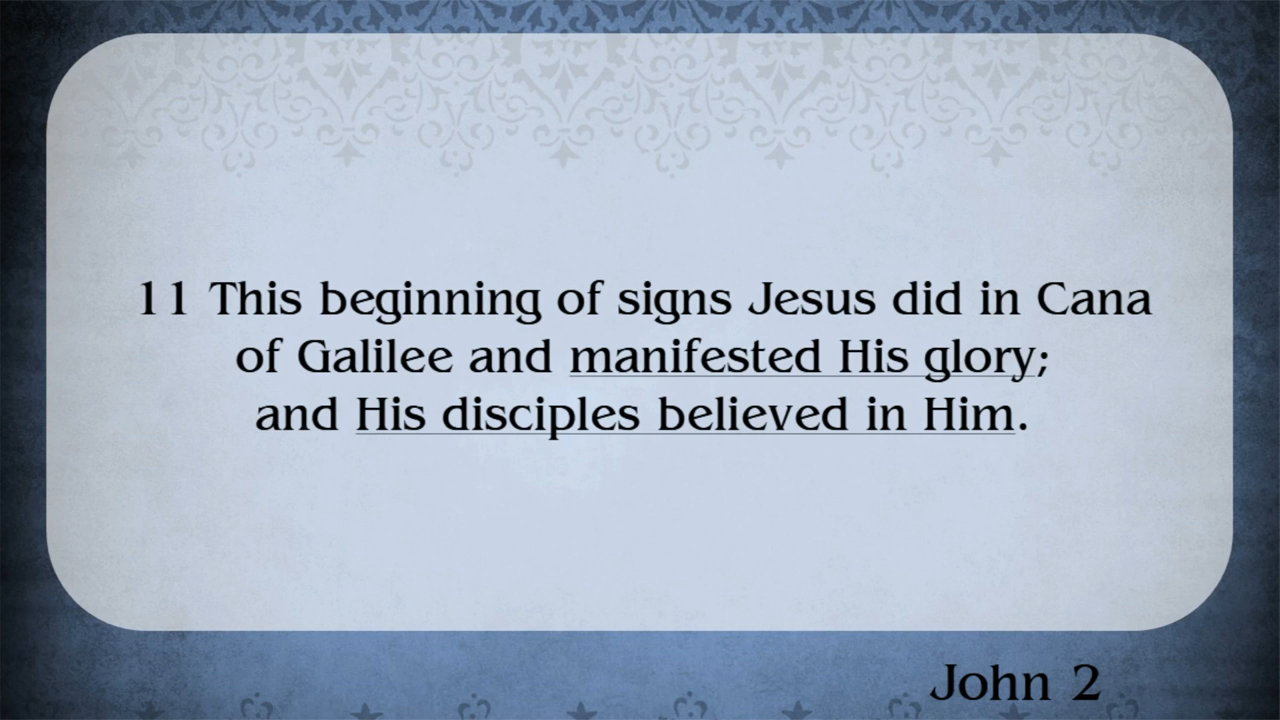 11 This beginning of signs Jesus did in Cana
of Galilee and manifested His glory;
and His disciples believed in Him.
John 2